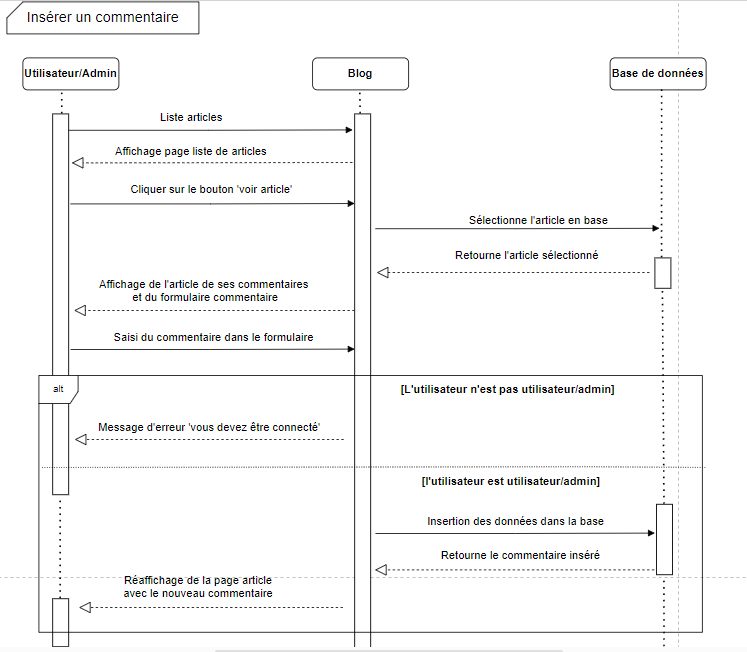 Insérer un commentaire
Utilisateur/Admin
Blog
Base de données
Liste articles
Affichage page liste de articles
Cliquer sur le bouton 'voir article'
Sélectionne l'article en base
Retourne l'article sélectionné
Affichage de l'article de ses commentaires
et du formulaire commentaire
Saisi du commentaire dans le formulaire
alt
[L'utilisateur n'est pas utilisateur/admin]
Message d'erreur 'vous devez être connecté'
[l'utilisateur est utilisateur/admin]
Insertion des données dans la base
Retourne le commentaire inséré
Réaffichage de la page article
avec le nouveau commentaire